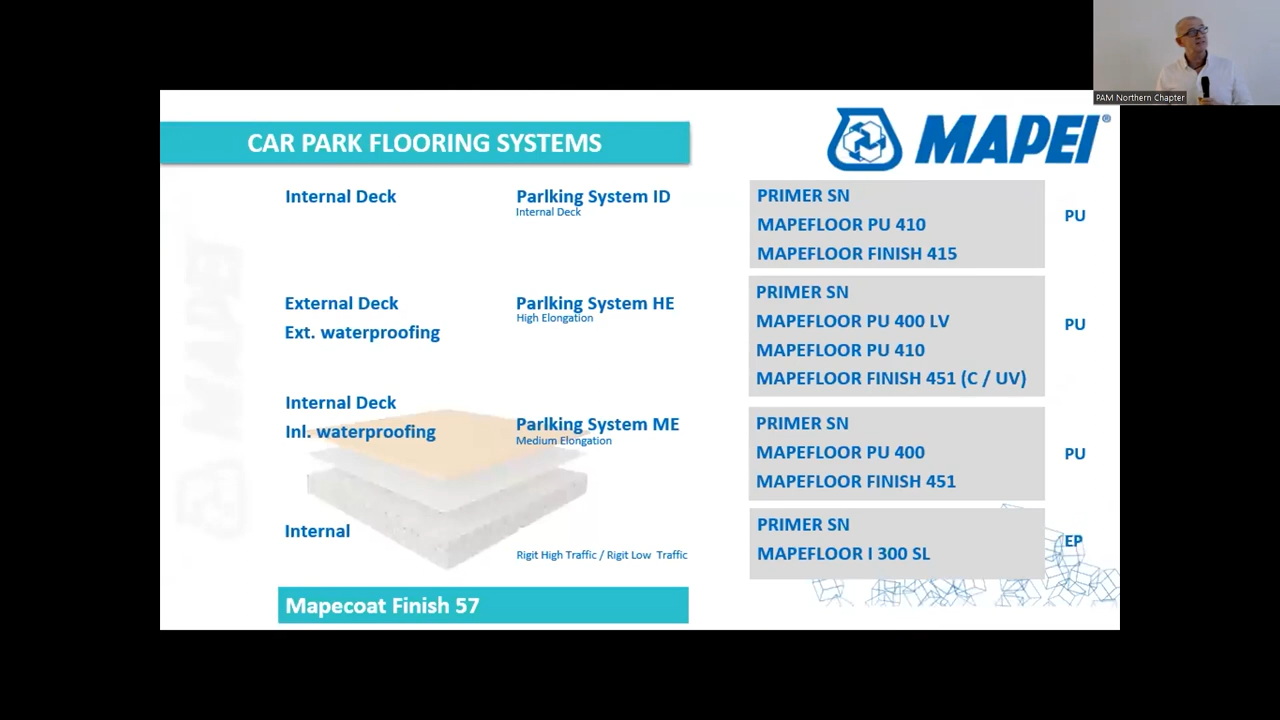 PAM Northern Chapter
CAR PARK FLOORING SYSTEMS
MAPEI®
Internal Deck
Parlking System ID
Internal Deck
PRIMER SN
MAPEFLOOR PU 410
MAPEFLOOR FINISH 415
PU
External Deck
Ext. waterproofing
Parlking System HE
High Elongation
PRIMER SN
MAPEFLOOR PU 400 LV
MAPEFLOOR PU 410
MAPEFLOOR FINISH 451 (C / UV)
PU
Internal Deck
Inl. waterproofing
Parlking System ME
Medium Elongation
PRIMER SN
MAPEFLOOR PU 400
MAPEFLOOR FINISH 451
PU
Internal
Rigit High Traffic / Rigit Low Traffic
PRIMER SN
MAPEFLOOR I 300 SL
EP
Mapecoat Finish 57
MAPEI